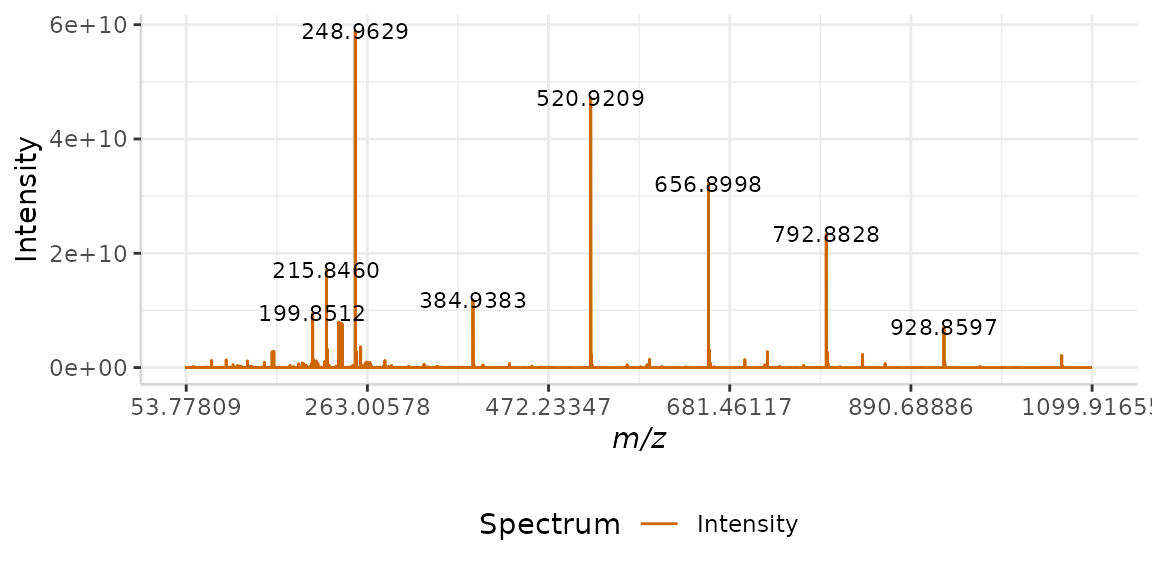 6e+10
248.9629
520.9209
4e+10
656.8998
792.8828
2e+10
215.8460
384.9383
199.8512
928.8597
0e+00
Intensity
53.77809 263.00578 472.23347 681.46117 890.68886 1099.91655
m/z
Spectrum Intensity